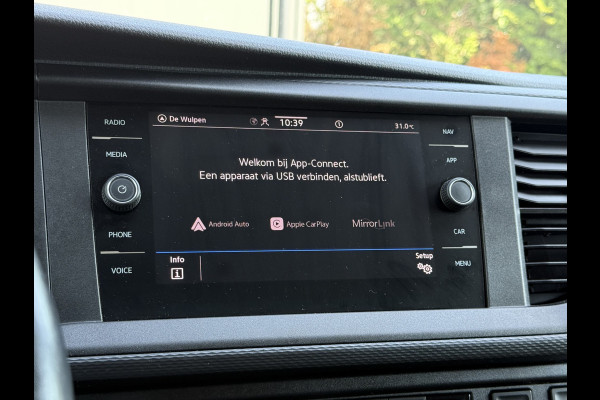 RADIO
MEDIA
PHONE
VOICE
De Wulpen
10:39
1
31.0°C
Welkom bij App-Connect.
Een apparaat via USB verbinden, alstublieft.
Android Auto
Apple CarPlay
MirrorLink
Info
i
Setup
NAV
APP
CAR
MENU